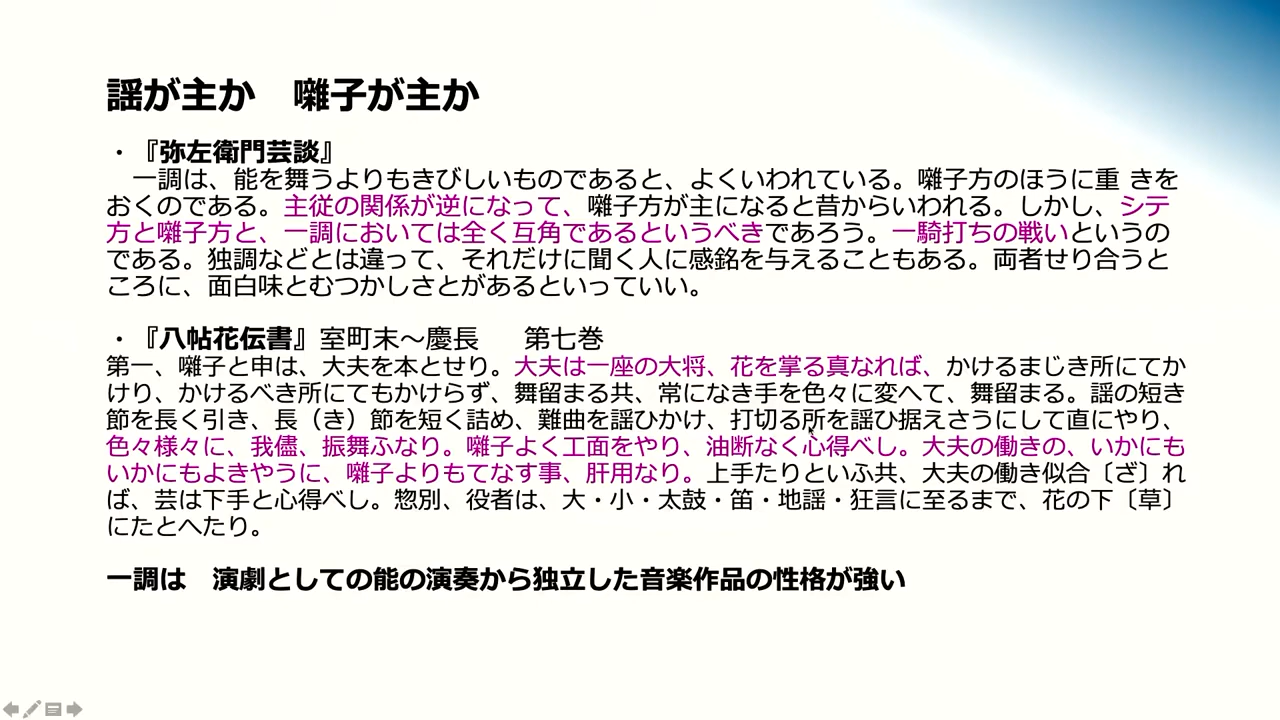 謡が主か　囃子が主か
・『弥左衛門芸談』
　一調は、能を舞うよりもきびしいものであると、よくいわれている。囃子方のほうに重 きを
おくのである。主従の関係が逆になって、囃子方が主になると昔からいわれる。しかし、シテ
方と囃子方と、一調においては全く互角であるというべきであろう。一騎打ちの戦いというの
である。独調などとは違って、それだけに聞く人に感銘を与えることもある。両者せり合うと
ころに、面白味とむつかしさとがあるといっていい。
・『八帖花伝書』室町末～慶長　 第七巻
第一、囃子と申は、大夫を本とせり。大夫は一座の大将、花を掌る真なれば、かけるまじき所にてか
けり、かけるべき所にてもかけらず、舞留まる共、常になき手を色々に変へて、舞留まる。謡の短き
節を長く引き、長（き）節を短く詰め、難曲を謡ひかけ、打切る所を謡ひ据えさうにして直にやり、
色々様々に、我儘、振舞ふなり。囃子よく工面をやり、油断なく心得べし。大夫の働きの、いかにも
いかにもよきやうに、囃子よりもてなす事、肝用なり。上手たりといふ共、大夫の働き似合〔ざ〕れ
ば、芸は下手と心得べし。惣別、役者は、大・小・太鼓・笛・地謡・狂言に至るまで、花の下〔草〕
にたとへたり。
一調は　演劇としての能の演奏から独立した音楽作品の性格が強い